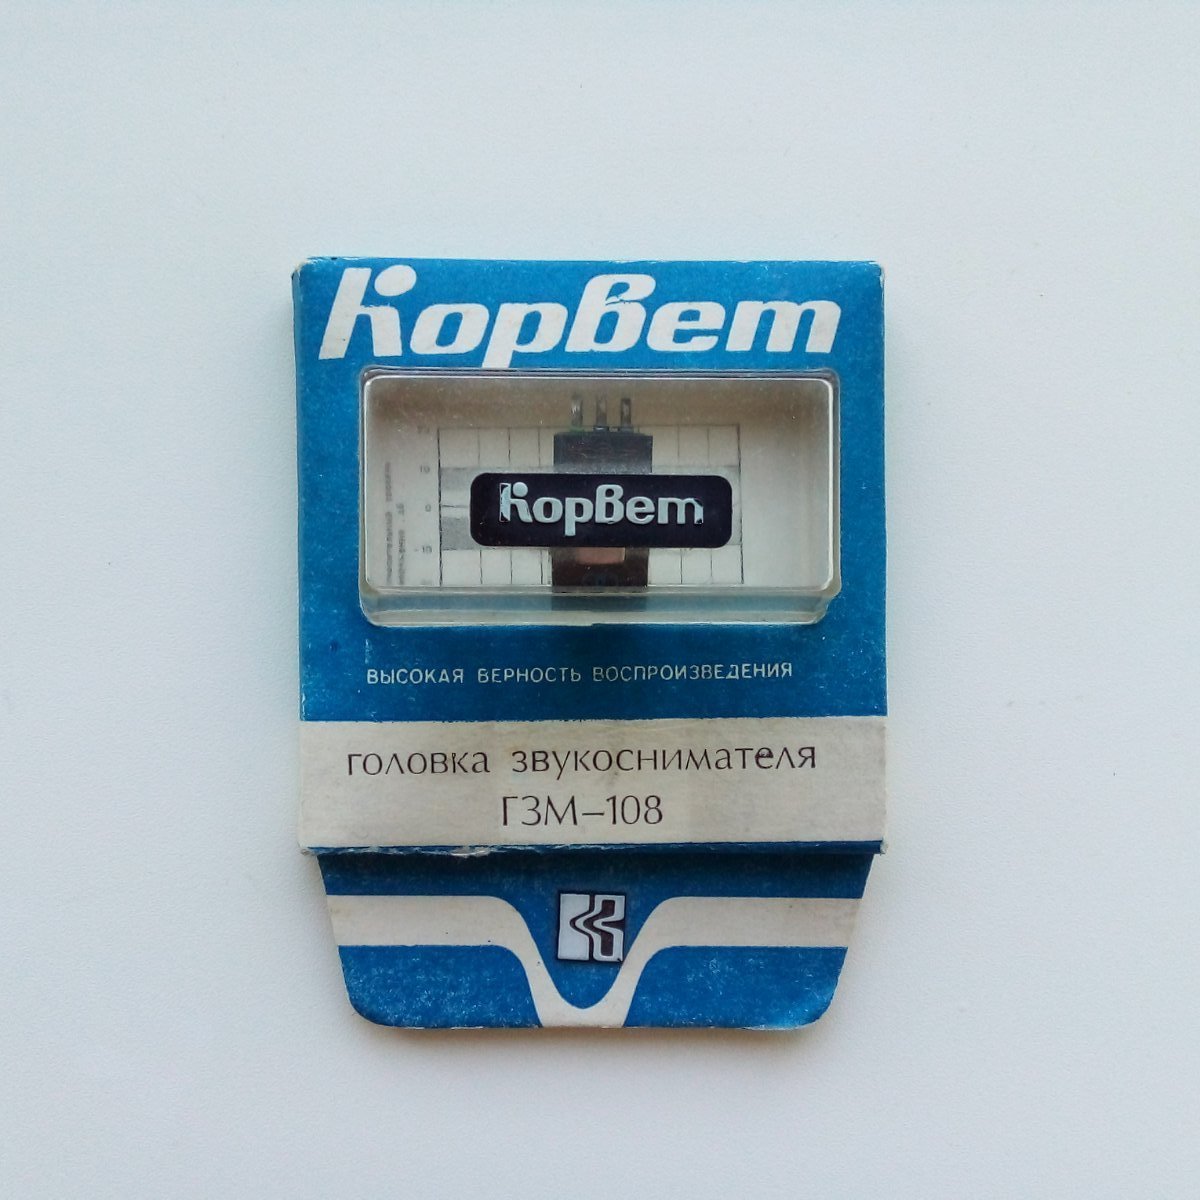 Корвет
Корвет
ВЫСОКАЯ ВЕРНОСТЬ ВОСПРОИЗВЕДЕНИЯ
ГОЛОВКА ЗВУКОСНИМАТЕЛЯ
ГЗМ–108